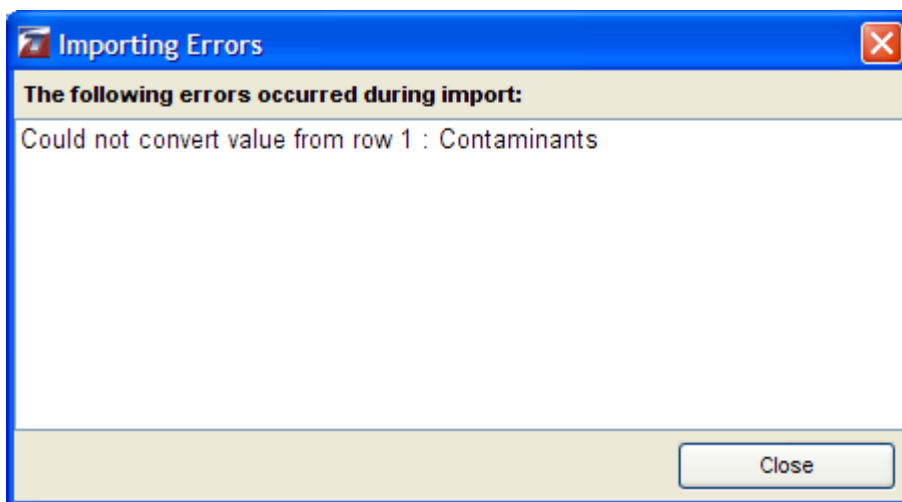 Importing Errors
The following errors occurred during import:
Could not convert value from row 1 : Contaminants
Close